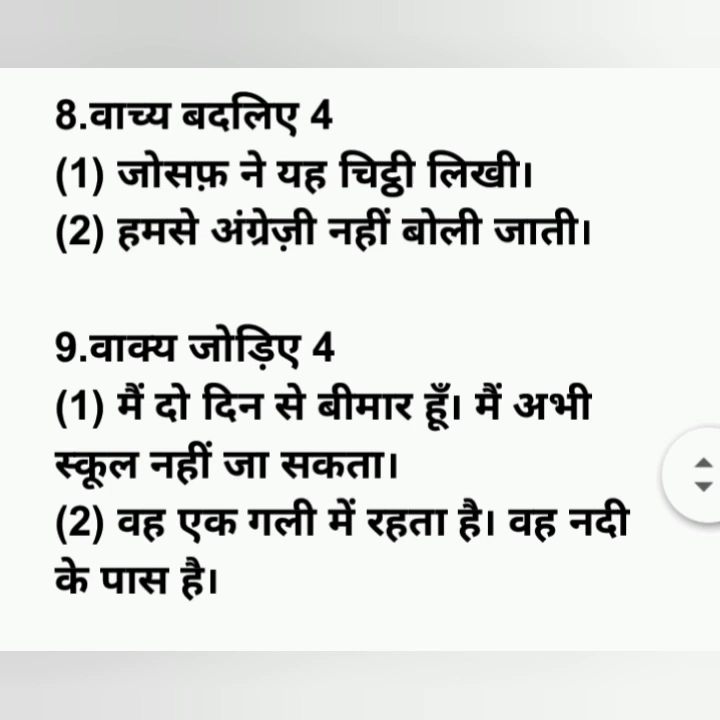 8.वाच्य बदलिए 4
(1) जोसफ़ ने यह चिट्ठी लिखी।
(2) हमसे अंग्रेज़ी नहीं बोली जाती।
9.वाक्य जोड़िए 4
(1) मैं दो दिन से बीमार हूँ। मैं अभी
स्कूल नहीं जा सकता।
(2) वह एक गली में रहता है। वह नदी
के पास है।